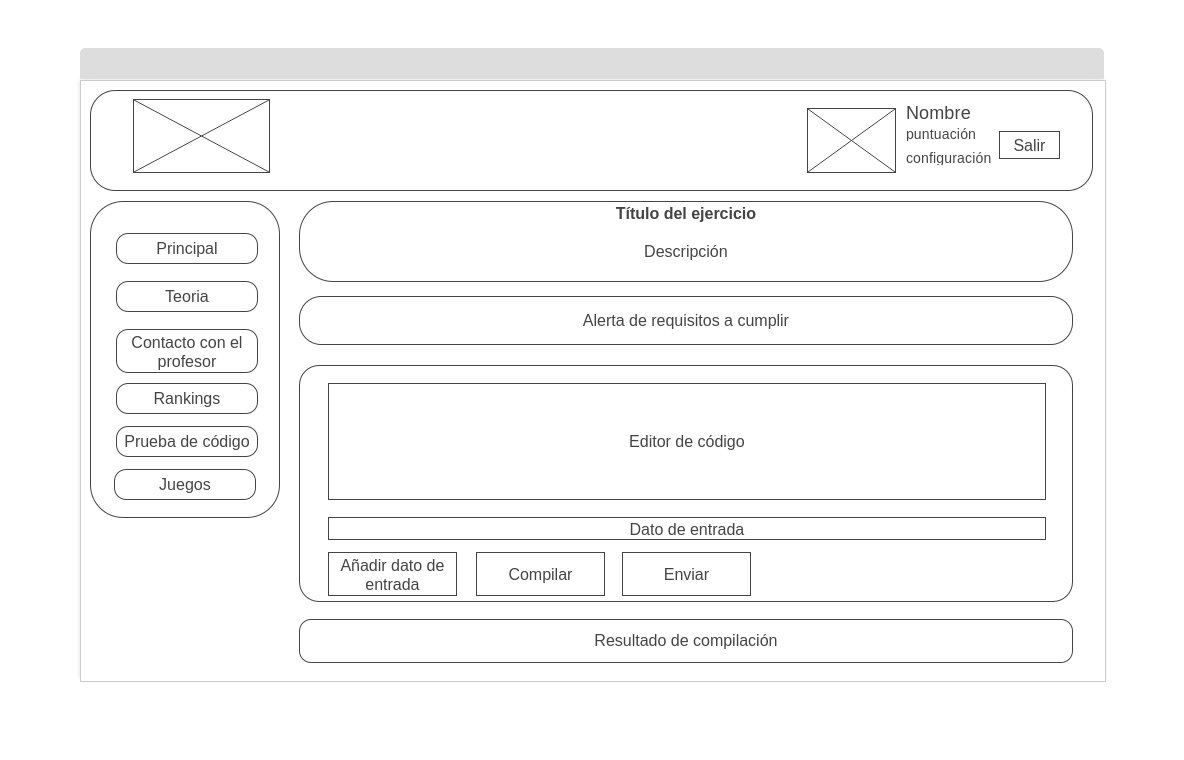 Nombre
puntuación
configuración
Salir
Principal
Teoria
Contacto con el
profesor
Rankings
Prueba de código
Juegos
Título del ejercicio
Descripción
Alerta de requisitos a cumplir
Editor de código
Dato de entrada
Añadir dato de
entrada
Compilar
Enviar
Resultado de compilación